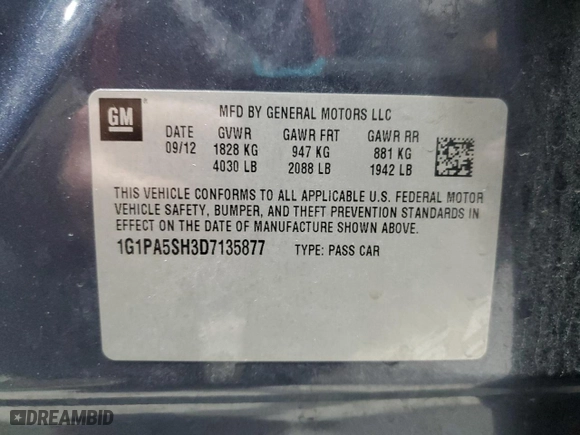 GM
MFD BY GENERAL MOTORS LLC
DATE GVWR GAWR FRT GAWR RR
09/12 1828 KG 947 KG 881 KG
4030 LB 2088 LB 1942 LB
THIS VEHICLE CONFORMS TO ALL APPLICABLE U.S. FEDERAL MOTOR
VEHICLE SAFETY, BUMPER, AND THEFT PREVENTION STANDARDS IN
EFFECT ON THE DATE OF MANUFACTURE SHOWN ABOVE.
1G1PA5SH3D7135877 TYPE: PASS CAR
DREAMBID